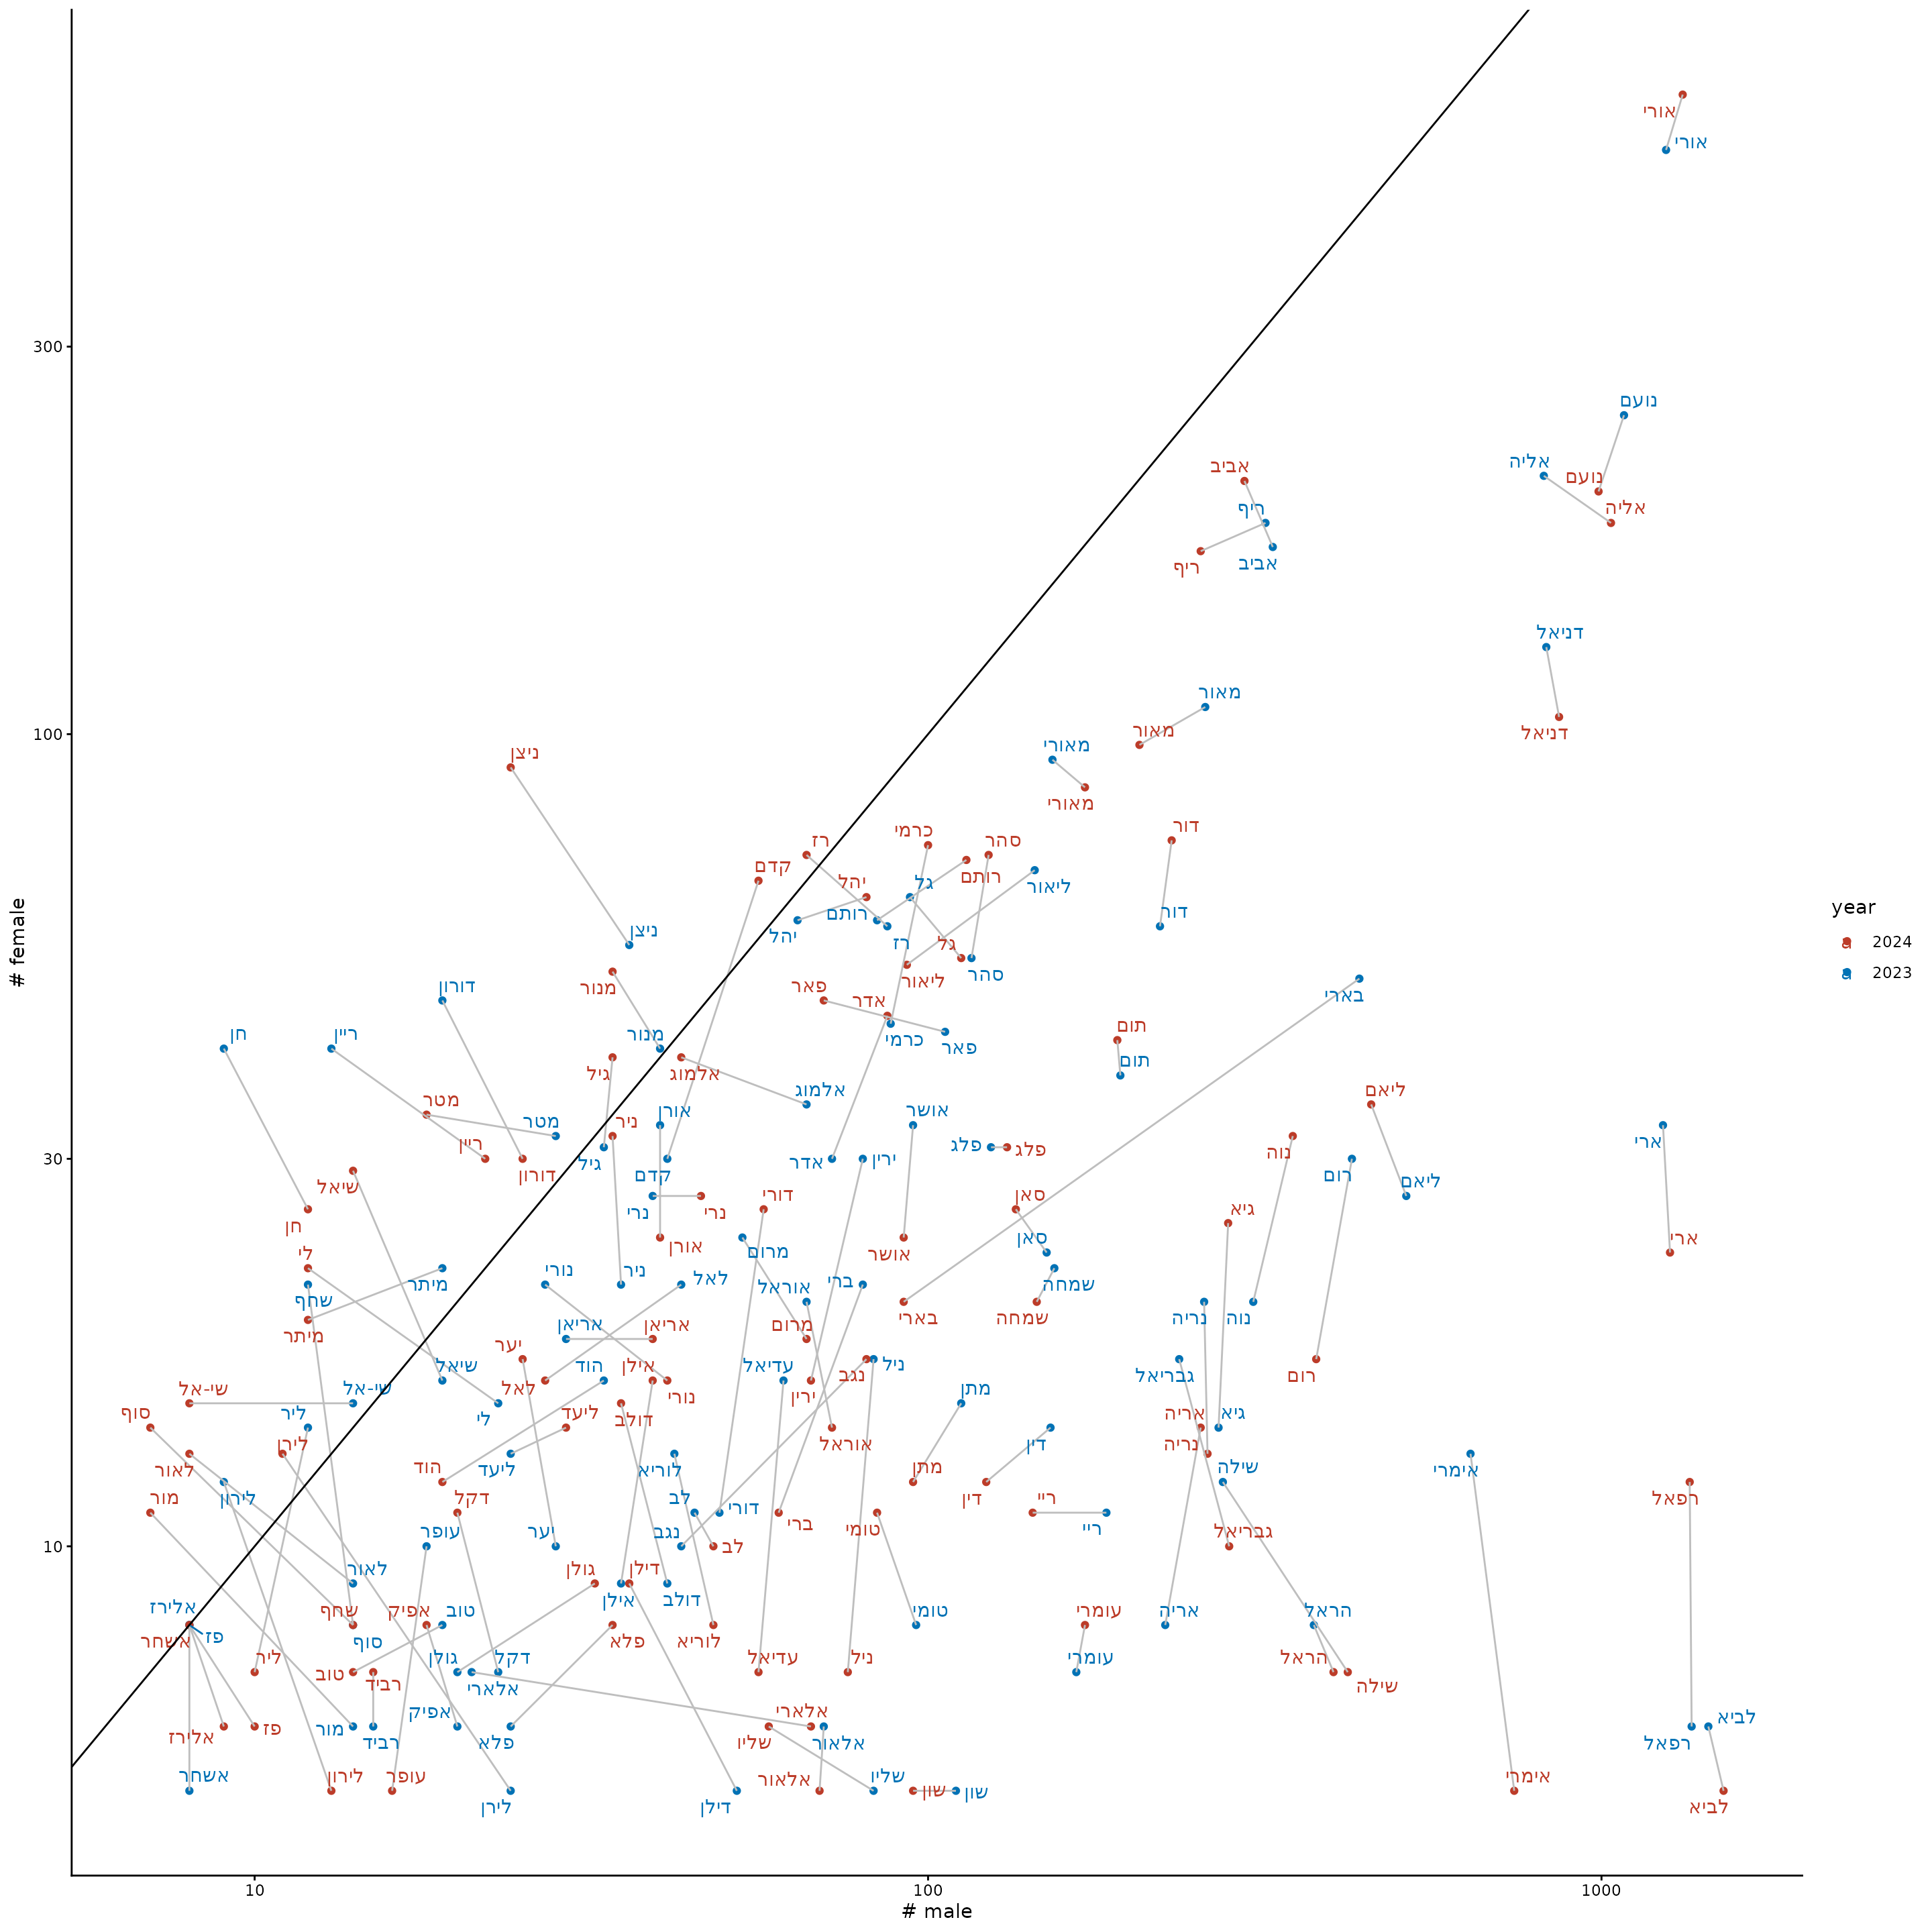 אורי
אורי
300
נועם
אביב
אליה
נועם
ריף
אליה
ריף
אביב
דניאל
מאור
דניאל
100
מאור
מאורי
ניצן
מאורי
דור
כרמי
רז
סהר
קדם
רותם
יהל
גל
ליאור
רותם
דור
ניצן
יהל
רז
גל
סהר
ליאור
מנור
פאר
דורון
בארי
אדר
תום
חן
ריין
מנור
כרמי
פאר
תום
גיל
אלמוג
ליאם
אלמוג
מטר
אושר
אורן
מטר
ניר
ארי
ריין
פלג
פלג
נוה
גיל
אדר
ירין
דורון
קדם
רום
ליאם
שיאל
סאן
דורי
נרי
נרי
גיא
חן
סאן
ארי
אורן
מרום
אושר
לי
ניר
נורי
לאל
ברי
שמחה
מיתר
אוראל
שחף
בארי
שמחה
נריה
נוה
מיתר
אריאן
אריאן
מרום
יער
שיאל
הוד
אילן
עדיאל
ניל
נגב
גבריאל
רום
שי-אל
שי-אל
לאל
נורי
ירין
מתן
סוף
ליר
לי
ליעד
דולב
אריה
גיא
לירן
אוראל
דין
נריה
לאור
הוד
ליעד
לוריא
מתן
שילה
אימרי
מור
לירון
דקל
לב
דורי
ברי
דין
ריי
רפאל
עופר
יער
נגב
טומי
ריי
גבריאל
10
לב
לאור
גולן
דילן
אילן
דולב
אלירז
שחף
אפיק
טוב
טומי
עומרי
אריה
הראל
פז
אשחר
סוף
פלא
לוריא
ליר
טוב
רביד
גולן
דקל
עדיאל
ניל
עומרי
הראל
אלארי
שילה
אלירז
פז
מור
רביד
אפיק
פלא
אלארי
שליו
אלאור
רפאל
לביא
אשחר
לירון
עופר
לירן
דילן
אלאור
שליו
שון
שון
אימרי
לביא
# female
30
10
100
1000
# male
year
2024
2023